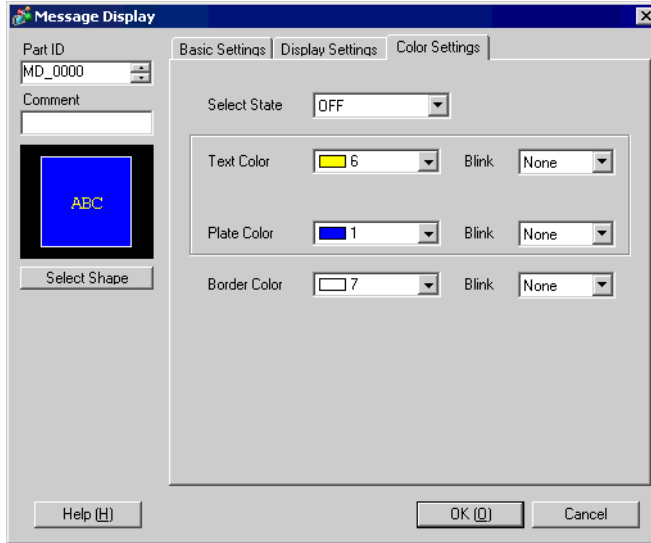 Message Display
Part ID
MD_0000
Comment
ABC
Select Shape
Basic Settings Display Settings Color Settings
Select State OFF
Text Color 6 Blink None
Plate Color 1 Blink None
Border Color 7 Blink None
Help (H) OK (O) Cancel